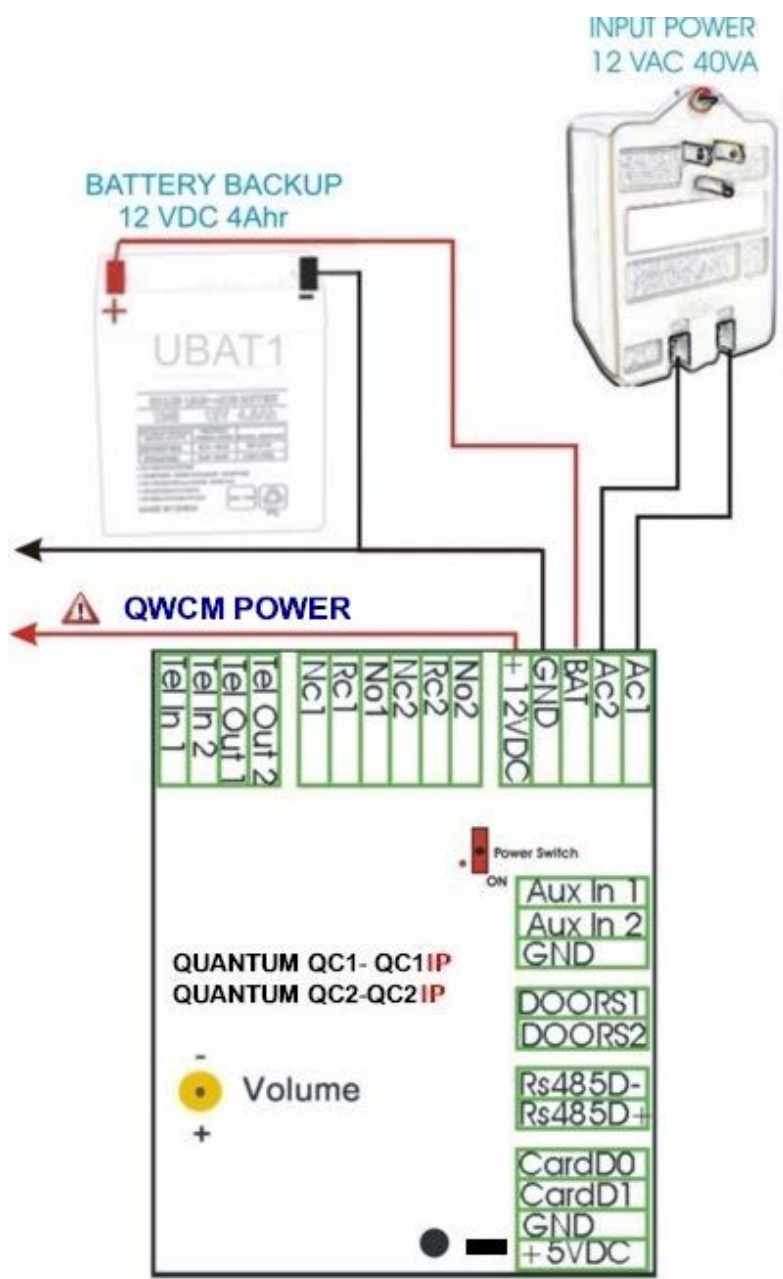 INPUT POWER
12 VAC 40VA
BATTERY BACKUP
12 VDC 4Ahr
+
-
UBAT1
QWCM POWER
Tel In 1
Tel In 2
Tel Out 1
Tel Out 2
Nc1
Rc1
No1
Nc2
Rc2
No2
+12VDC
GND
BAT
Ac2
Ac1
Power Switch
ON
Aux In 1
Aux In 2
GND
QUANTUM QC1- QC1IP
QUANTUM QC2-QC2IP
DOORS1
DOORS2
-
Volume
+
Rs485D-
Rs485D+
CardD0
CardD1
GND
+5VDC